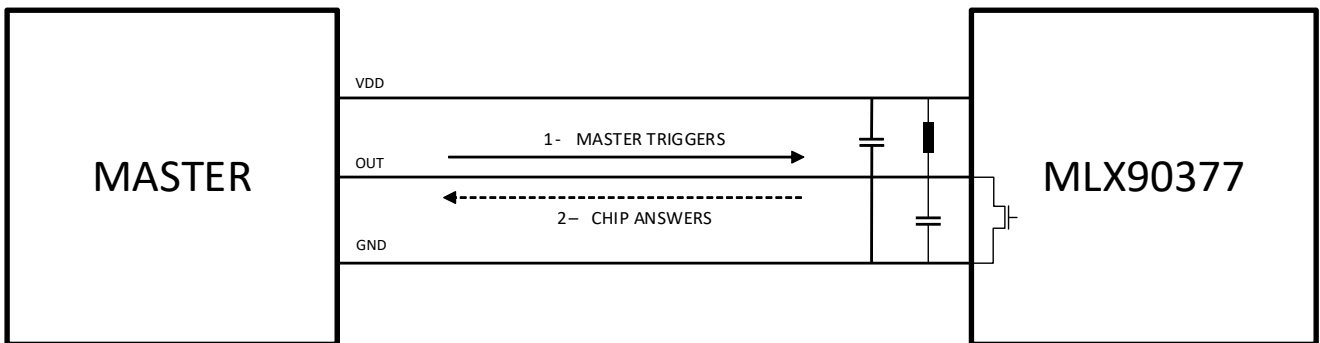 VDD
1- MASTER TRIGGERS
MASTER
OUT
MLX90377
2– CHIP ANSWERS
GND